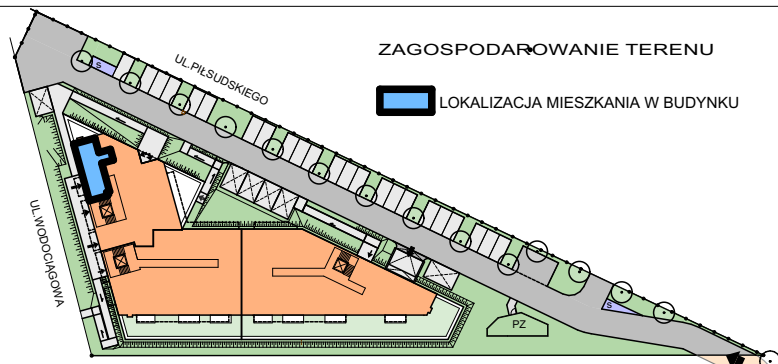 ZAGOSPODAROWANIE TERENU
UL.PIŁSUDSKIEGO
Ś
LOKALIZACJA MIESZKANIA W BUDYNKU
UL.WODOCIĄGOWA
Ś
PZ